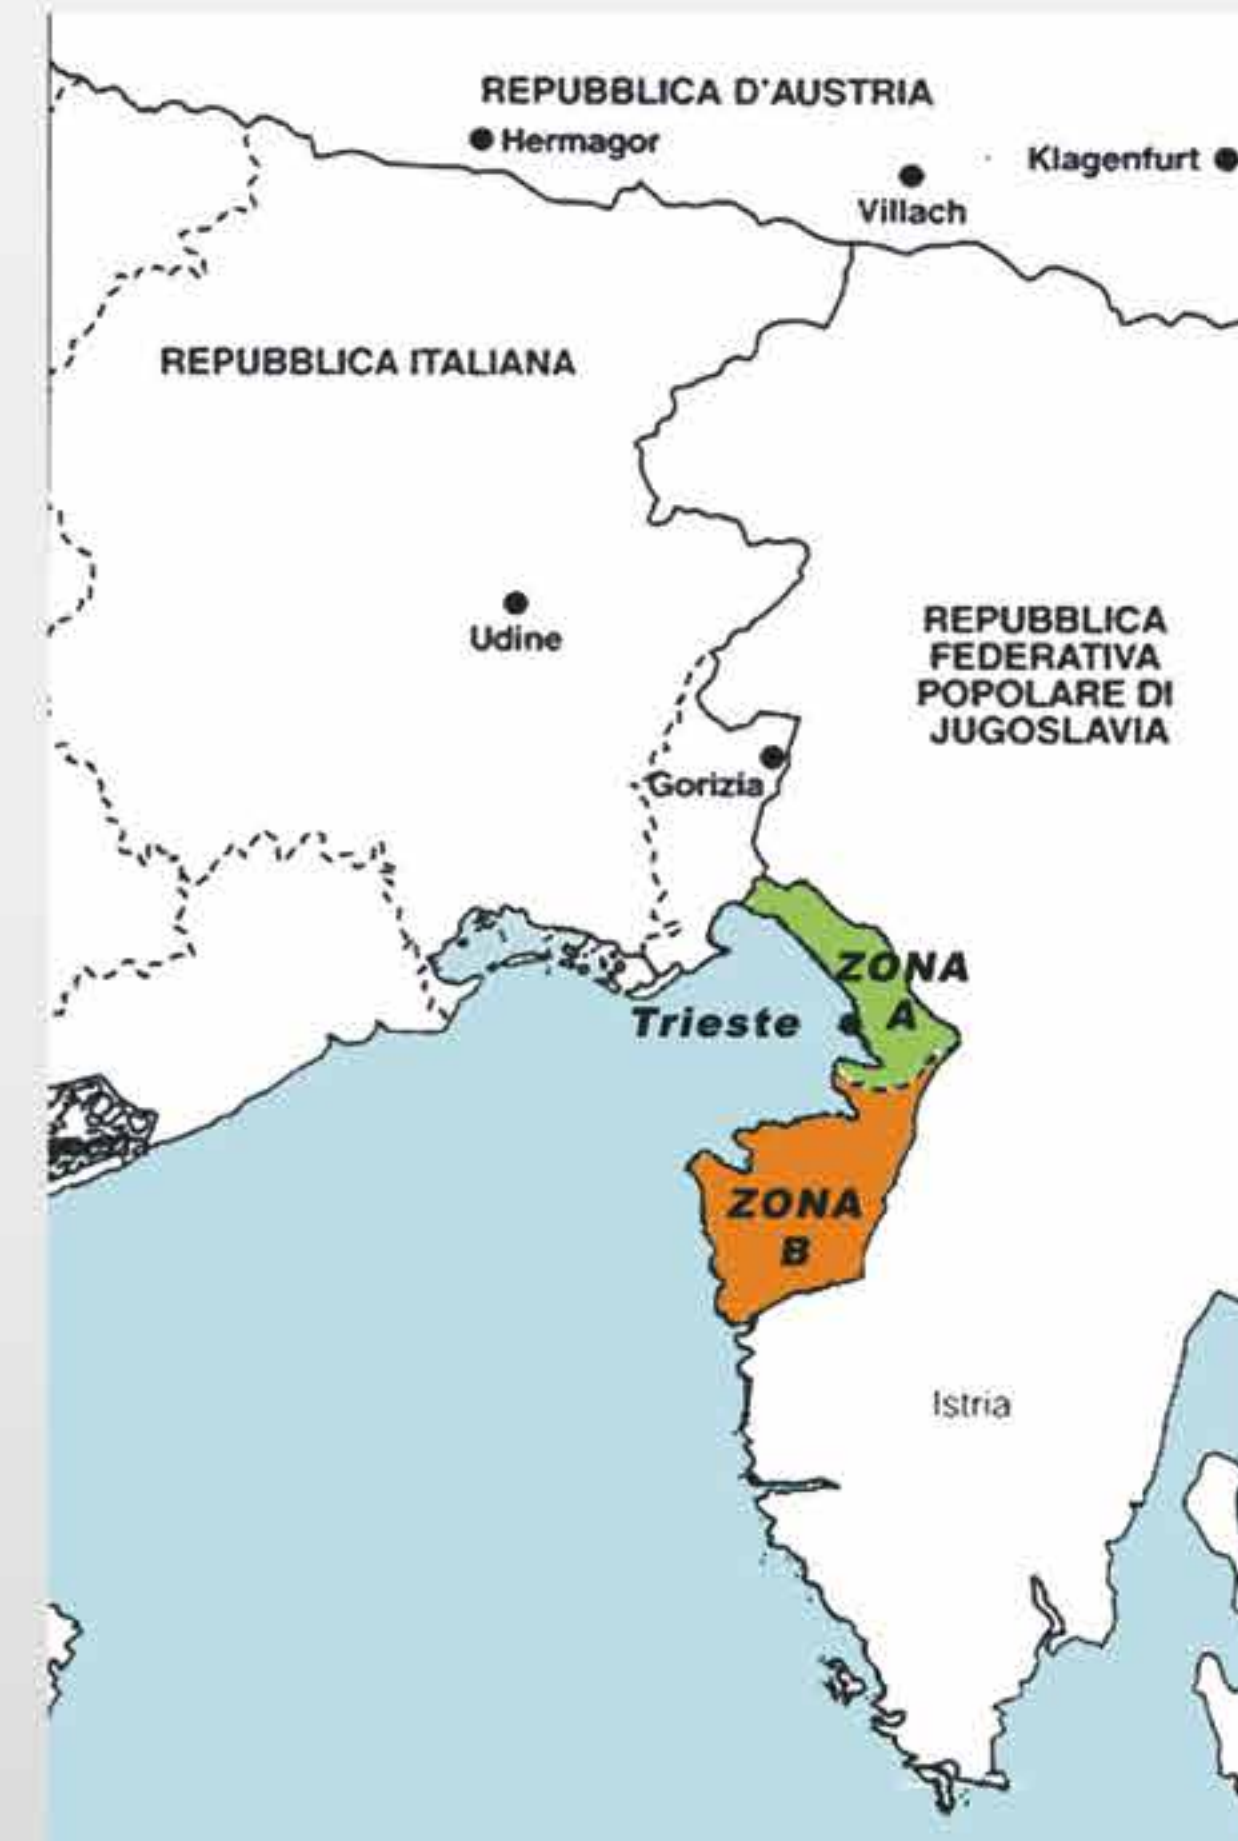 REPUBBLICA D'AUSTRIA
Hermagor
Klagenfurt
Villach
REPUBBLICA ITALIANA
Udine
REPUBBLICA
FEDERATIVA
POPOLARE DI
JUGOSLAVIA
Gorizia
ZONA
A
Trieste
ZONA
B
Istria